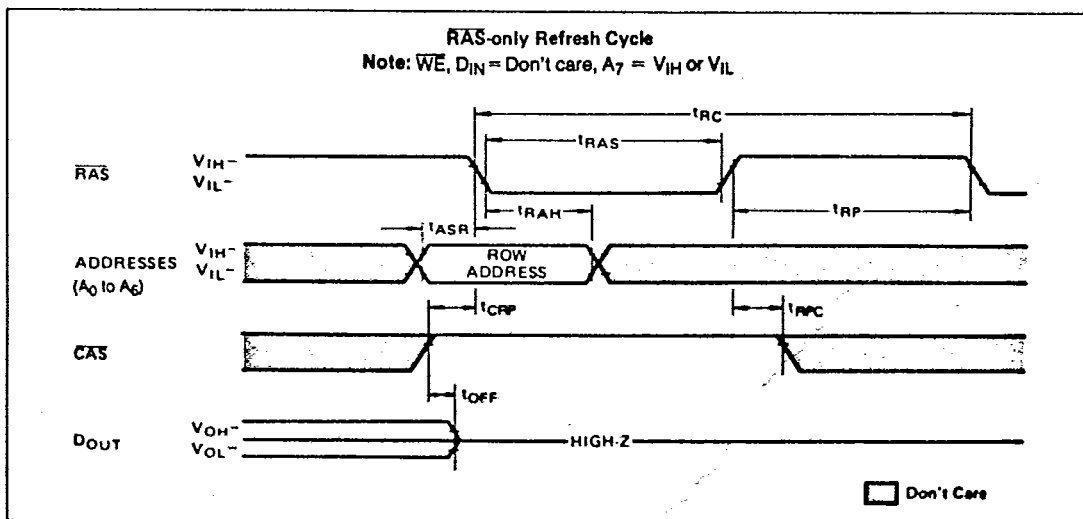 RAS-only Refresh Cycle
Note: WE, DIN = Don't care, A7 = VIH or VIL
tRC
tRAS
RAS
VIH-
VIL-
tRAH
tRP
tASR
ADDRESSES
(A0 to A6)
VIH-
VIL-
ROW
ADDRESS
tCRP
tRPC
CAS
tOFF
DOUT
VOH-
VOL-
HIGH-Z
Don't Care